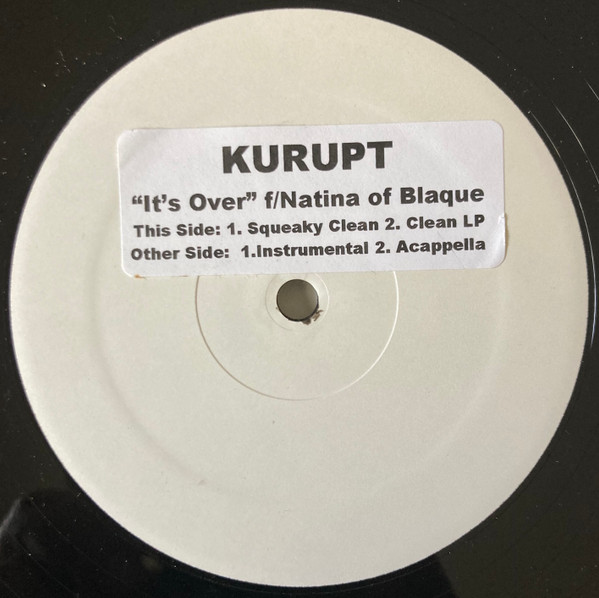 KURUPT
“It's Over” f/Natina of Blaque
This Side: 1. Squeaky Clean 2. Clean LP
Other Side: 1.Instrumental 2. Acappella